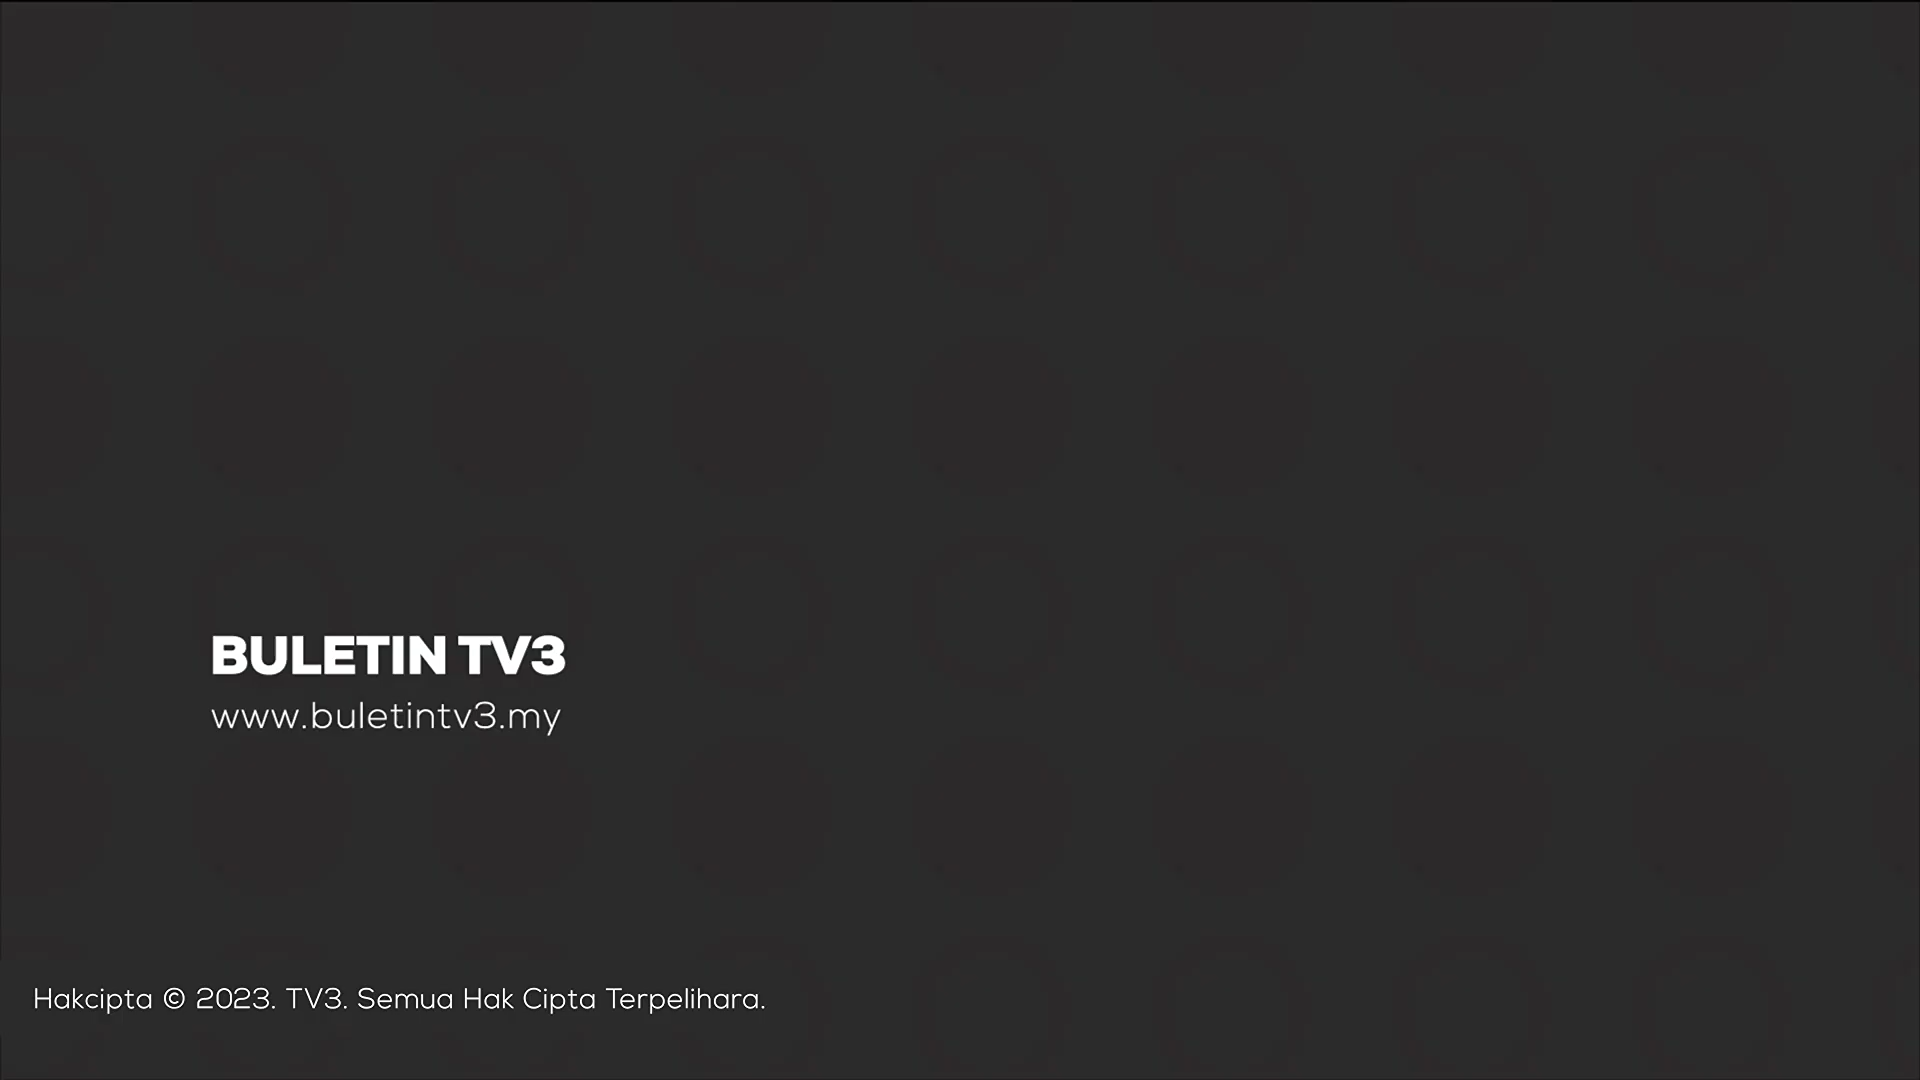 BULETIN TV3
www.buletintv3.my
Hakcipta © 2023. TV3. Semua Hak Cipta Terpelihara.